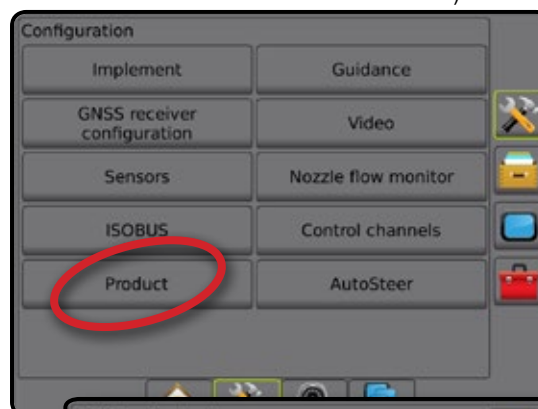 Configuration
Implement
Guidance
GNSS receiver
configuration
Video
Sensors
Nozzle flow monitor
ISOBUS
Control channels
Product
AutoSteer